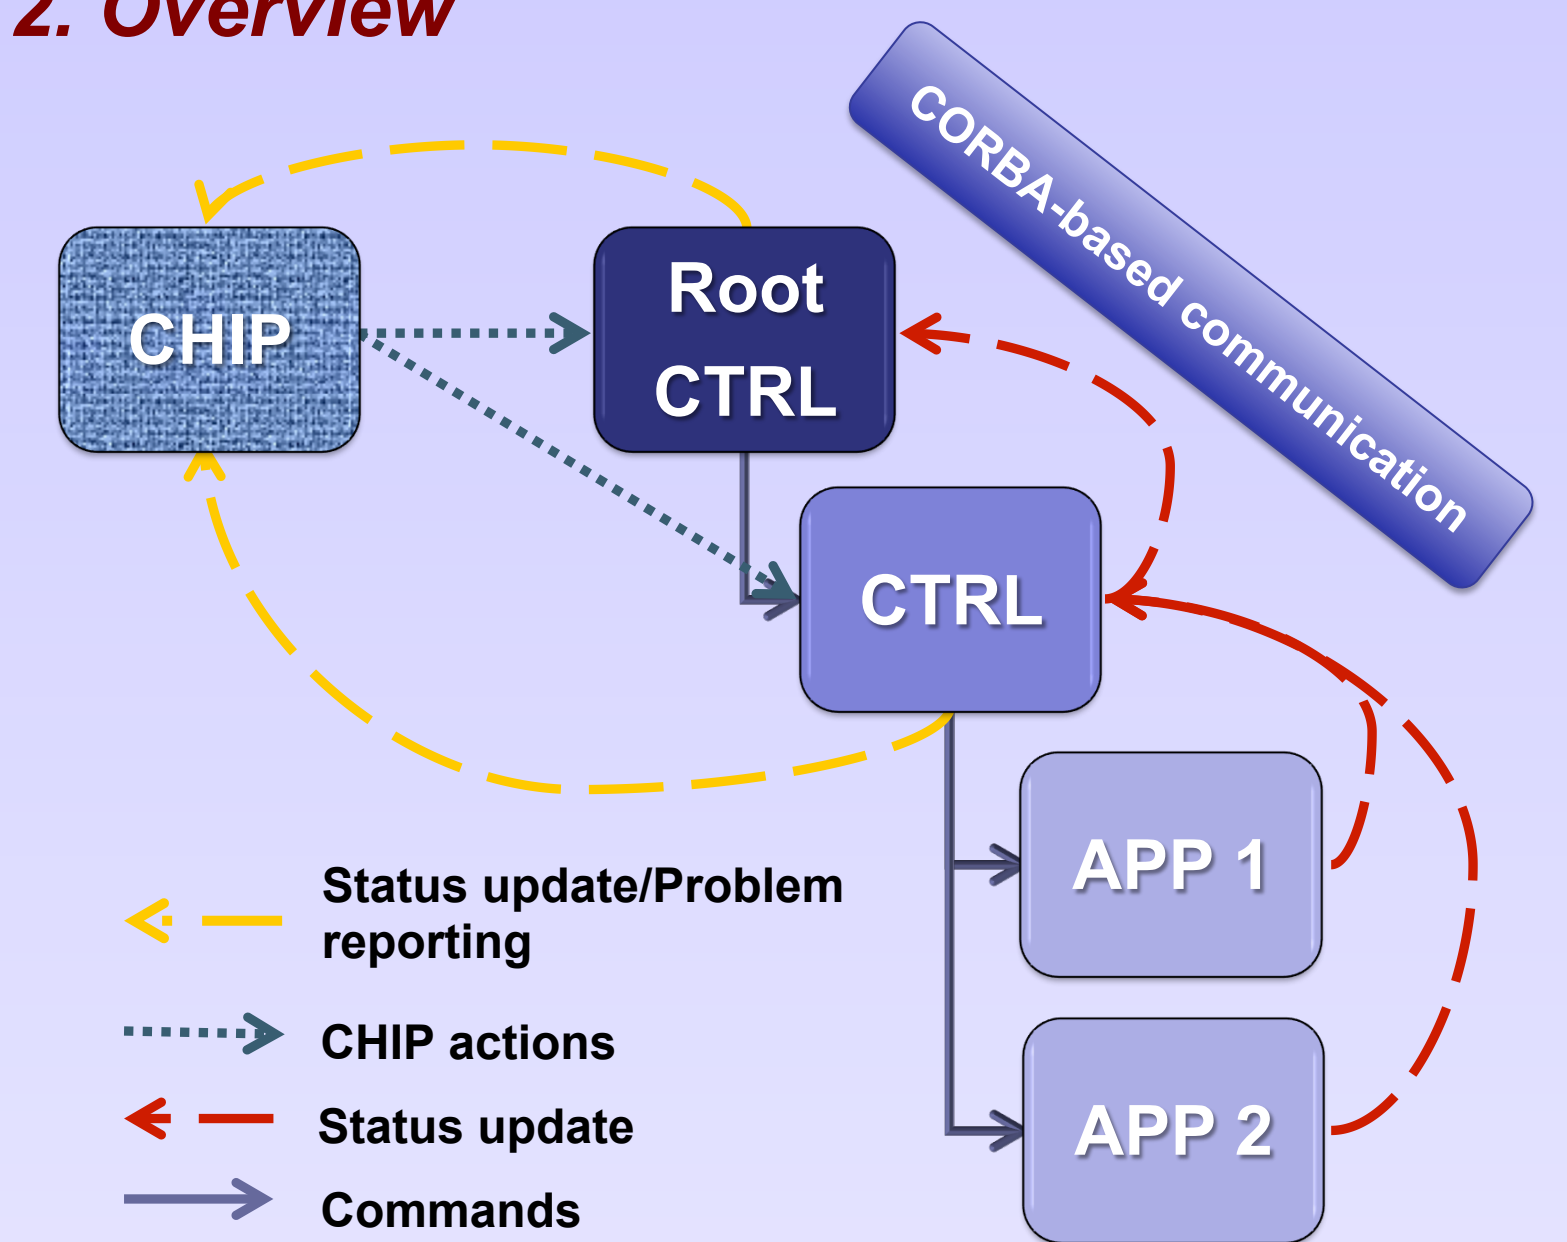 2. Overview
CORBA-based communication
CHIP
Root
CTRL
CTRL
APP 1
APP 2
Status update/Problem
reporting
CHIP actions
Status update
Commands